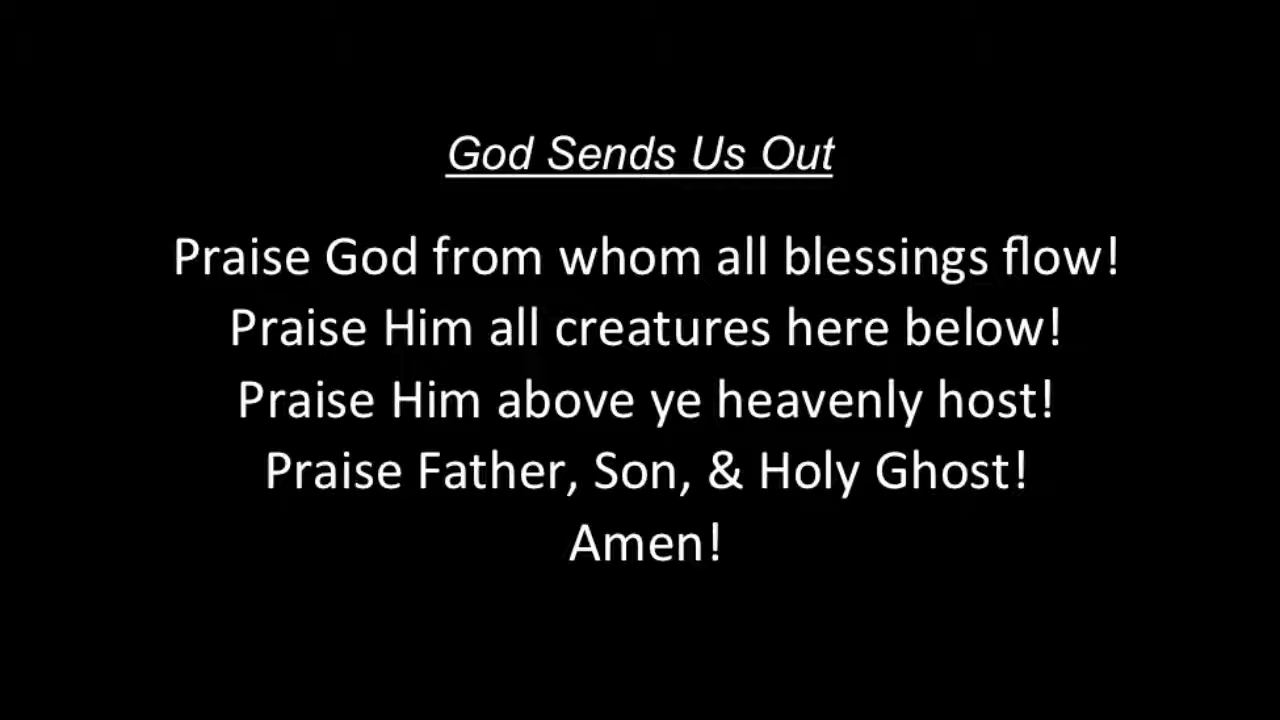 God Sends Us Out
Praise God from whom all blessings flow!
Praise Him all creatures here below!
Praise Him above ye heavenly host!
Praise Father, Son, & Holy Ghost!
Amen!